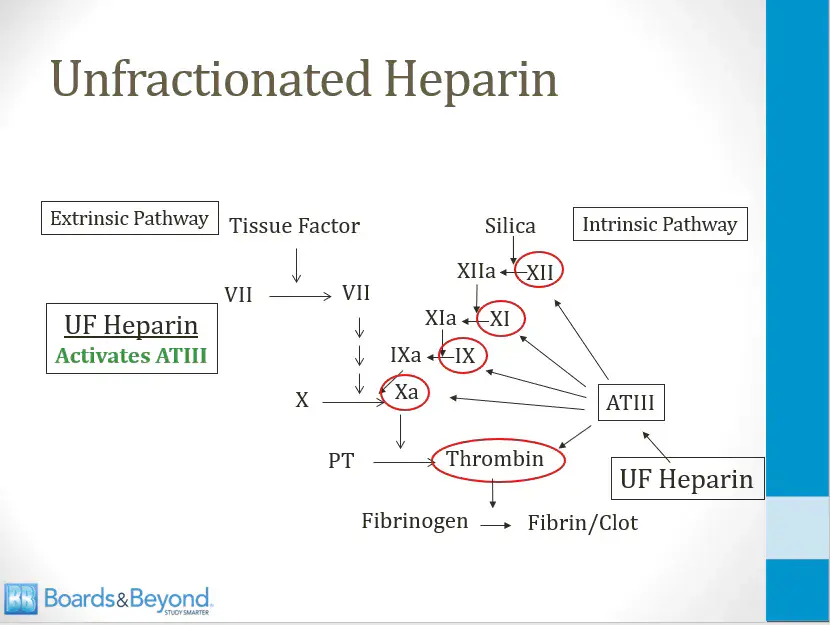 Unfractionated Heparin
Extrinsic Pathway
Tissue Factor
Silica
Intrinsic Pathway
XIIa
XII
VII
VII
UF Heparin
Activates ATIII
XIa
XI
IXa
IX
X
Xa
ATIII
PT
Thrombin
UF Heparin
Fibrinogen
Fibrin/Clot
BB Boards&Beyond.
STUDY SMARTER